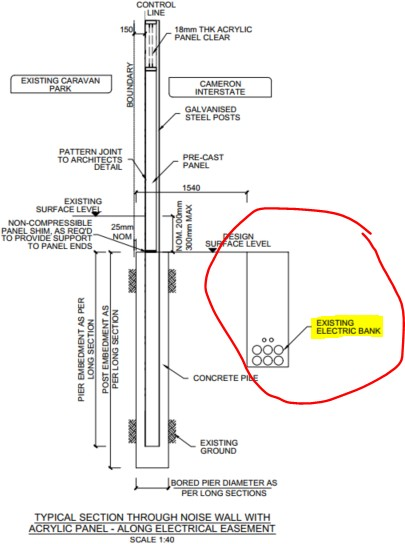 CONTROL
LINE
150
18mm THK ACRYLIC
PANEL CLEAR
EXISTING CARAVAN
PARK
BOUNDARY
CAMERON
INTERSTATE
GALVANISED
STEEL POSTS
PATTERN JOINT
TO ARCHITECTS
DETAIL
PRE-CAST
PANEL
1540
EXISTING
SURFACE LEVEL
NON-COMPRESSIBLE
PANEL SHIM, AS REQ'D
TO PROVIDE SUPPORT
TO PANEL ENDS
25mm
NOM
NOM. 200mm
300mm MAX
DESIGN
SURFACE LEVEL
PIER EMBEDMENT AS PER
LONG SECTION
POST EMBEDMENT AS
PER LONG SECTION
EXISTING
ELECTRIC BANK
CONCRETE PILE
EXISTING
GROUND
BORED PIER DIAMETER AS
PER LONG SECTIONS
TYPICAL SECTION THROUGH NOISE WALL WITH
ACRYLIC PANEL - ALONG ELECTRICAL EASEMENT
SCALE 1:40